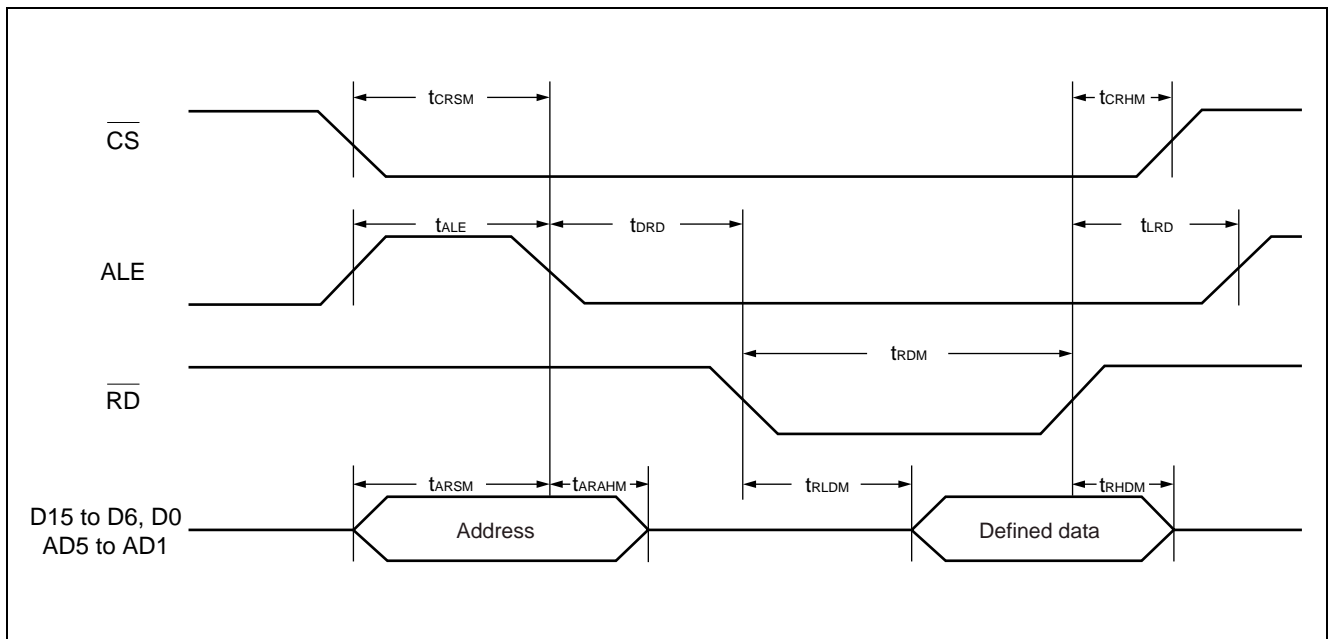 tCRSM
tCRHM
CS
tALE
tDRD
tLRD
ALE
tRDM
RD
tARSM
tARAHM
tRLDM
tRHDM
D15 to D6, D0
AD5 to AD1
Address
Defined data